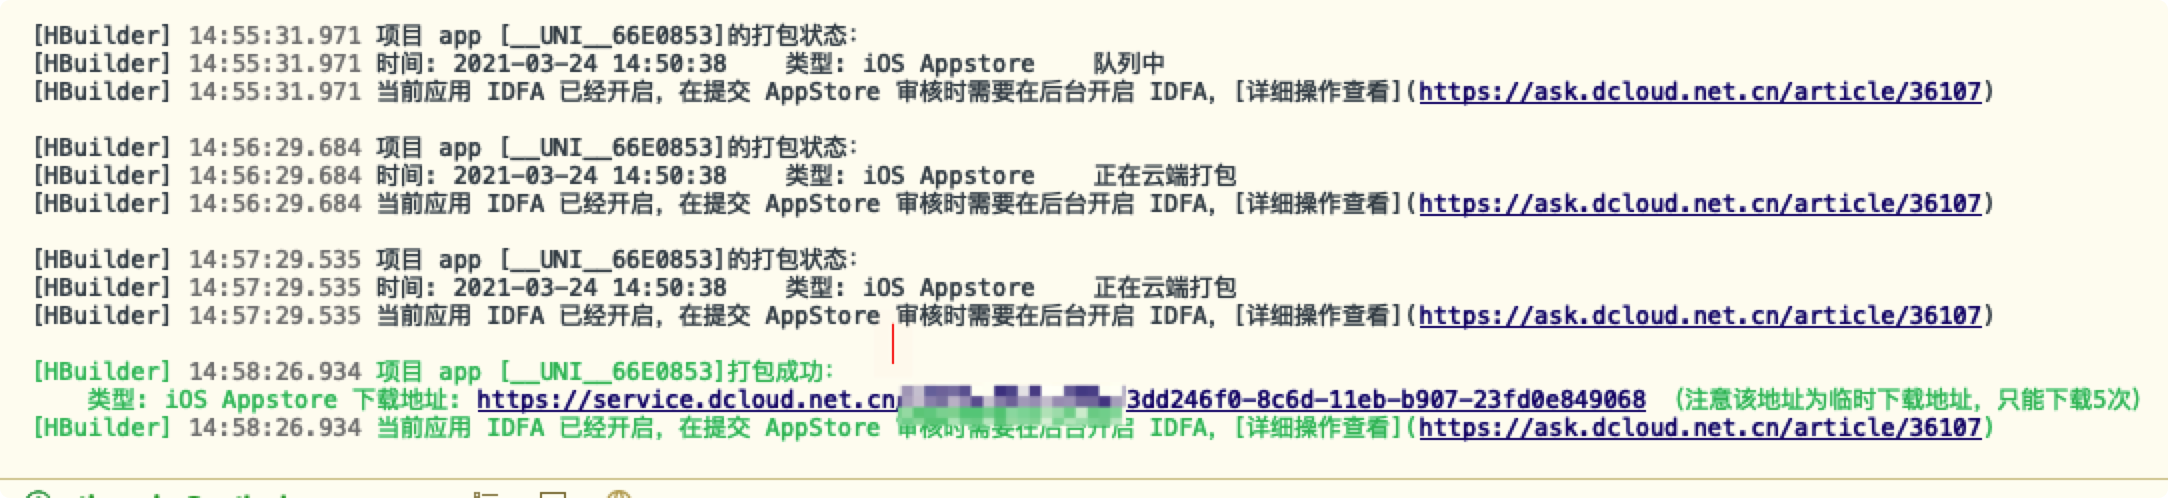 [HBuilder] 14:55:31.971 项目 app [__UNI__66E0853]的打包状态:
[HBuilder] 14:55:31.971 时间: 2021-03-24 14:50:38 类型: iOS Appstore 队列中
[HBuilder] 14:55:31.971 当前应用 IDFA 已经开启，在提交 AppStore 审核时需要在后台开启 IDFA, [详细操作查看](https://ask.dcloud.net.cn/article/36107)
[HBuilder] 14:56:29.684 项目 app [__UNI__66E0853]的打包状态:
[HBuilder] 14:56:29.684 时间: 2021-03-24 14:50:38 类型: iOS Appstore 正在云端打包
[HBuilder] 14:56:29.684 当前应用 IDFA 已经开启，在提交 AppStore 审核时需要在后台开启 IDFA, [详细操作查看](https://ask.dcloud.net.cn/article/36107)
[HBuilder] 14:57:29.535 项目 app [__UNI__66E0853]的打包状态:
[HBuilder] 14:57:29.535 时间: 2021-03-24 14:50:38 类型: iOS Appstore 正在云端打包
[HBuilder] 14:57:29.535 当前应用 IDFA 已经开启，在提交 AppStore 审核时需要在后台开启 IDFA, [详细操作查看](https://ask.dcloud.net.cn/article/36107)
[HBuilder] 14:58:26.934 项目 app [__UNI__66E0853]打包成功:
类型: iOS Appstore 下载地址: https://service.dcloud.net.cn/ 3dd246f0-8c6d-11eb-b907-23fd0e849068 （注意该地址为临时下载地址，只能下载5次）
[HBuilder] 14:58:26.934 当前应用 IDFA 已经开启，在提交 AppStore 审核时需要在后台开启 IDFA, [详细操作查看](https://ask.dcloud.net.cn/article/36107)